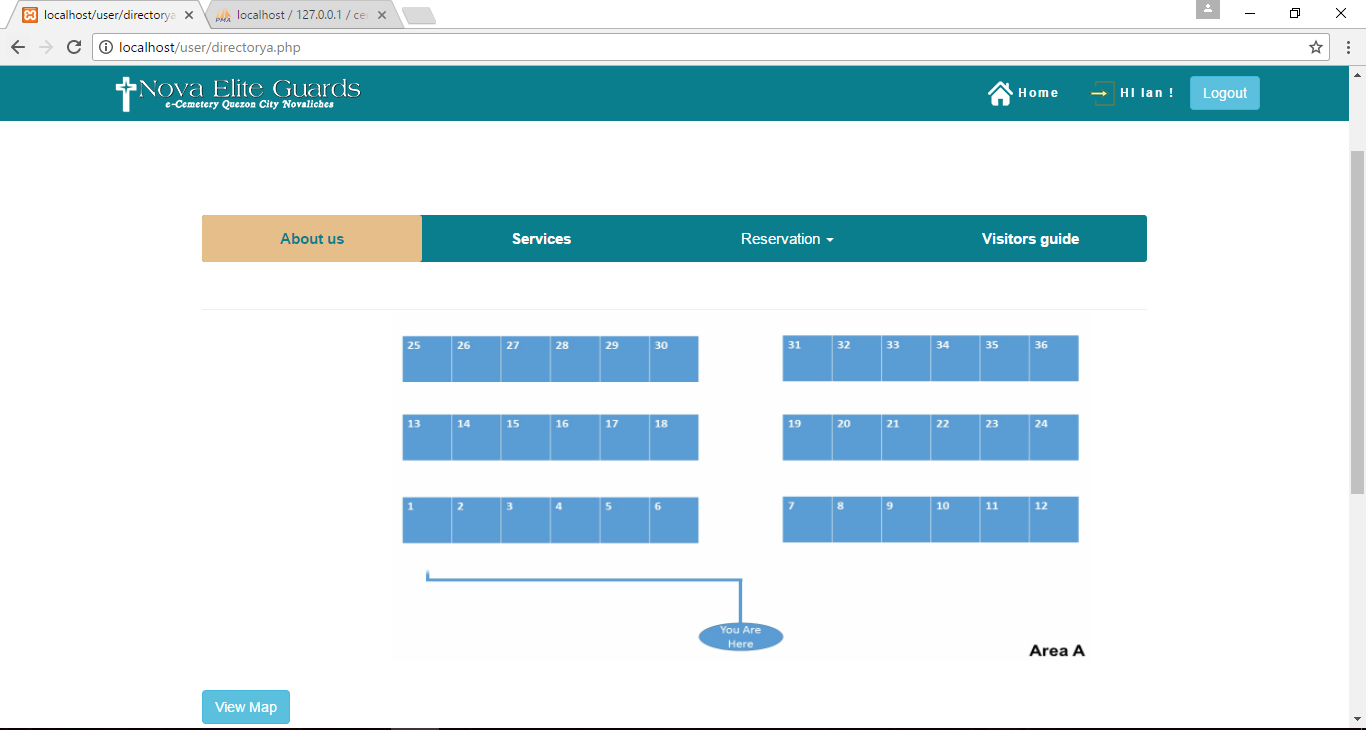 localhost/user/directorya
localhost / 127.0.0.1 / ce
localhost/user/directorya.php
Nova Elite Guards
e-Cemetery Quezon City Novaliches
Home
HI Ian !
Logout
About us
Services
Reservation
Visitors guide
25 26 27 28 29 30 31 32 33 34 35 36
13 14 15 16 17 18 19 20 21 22 23 24
1 2 3 4 5 6 7 8 9 10 11 12
You Are
Here
Area A
View Map